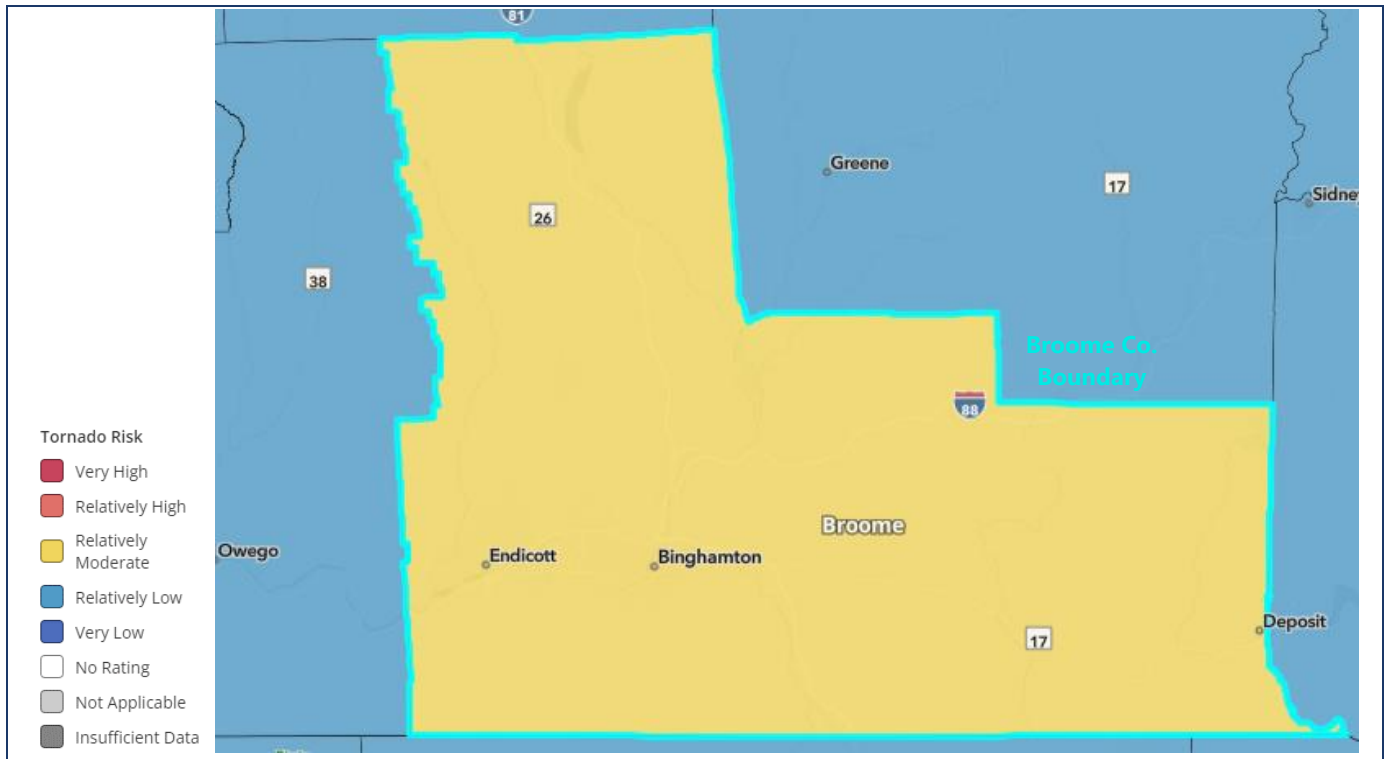 81
Greene
17
Sidne
26
38
Broome Co.
Boundary
88
Tornado Risk
Very High
Relatively High
Relatively
Moderate
Relatively Low
Very Low
No Rating
Not Applicable
Insufficient Data
Broome
Owego
Endicott
Binghamton
Deposit
17